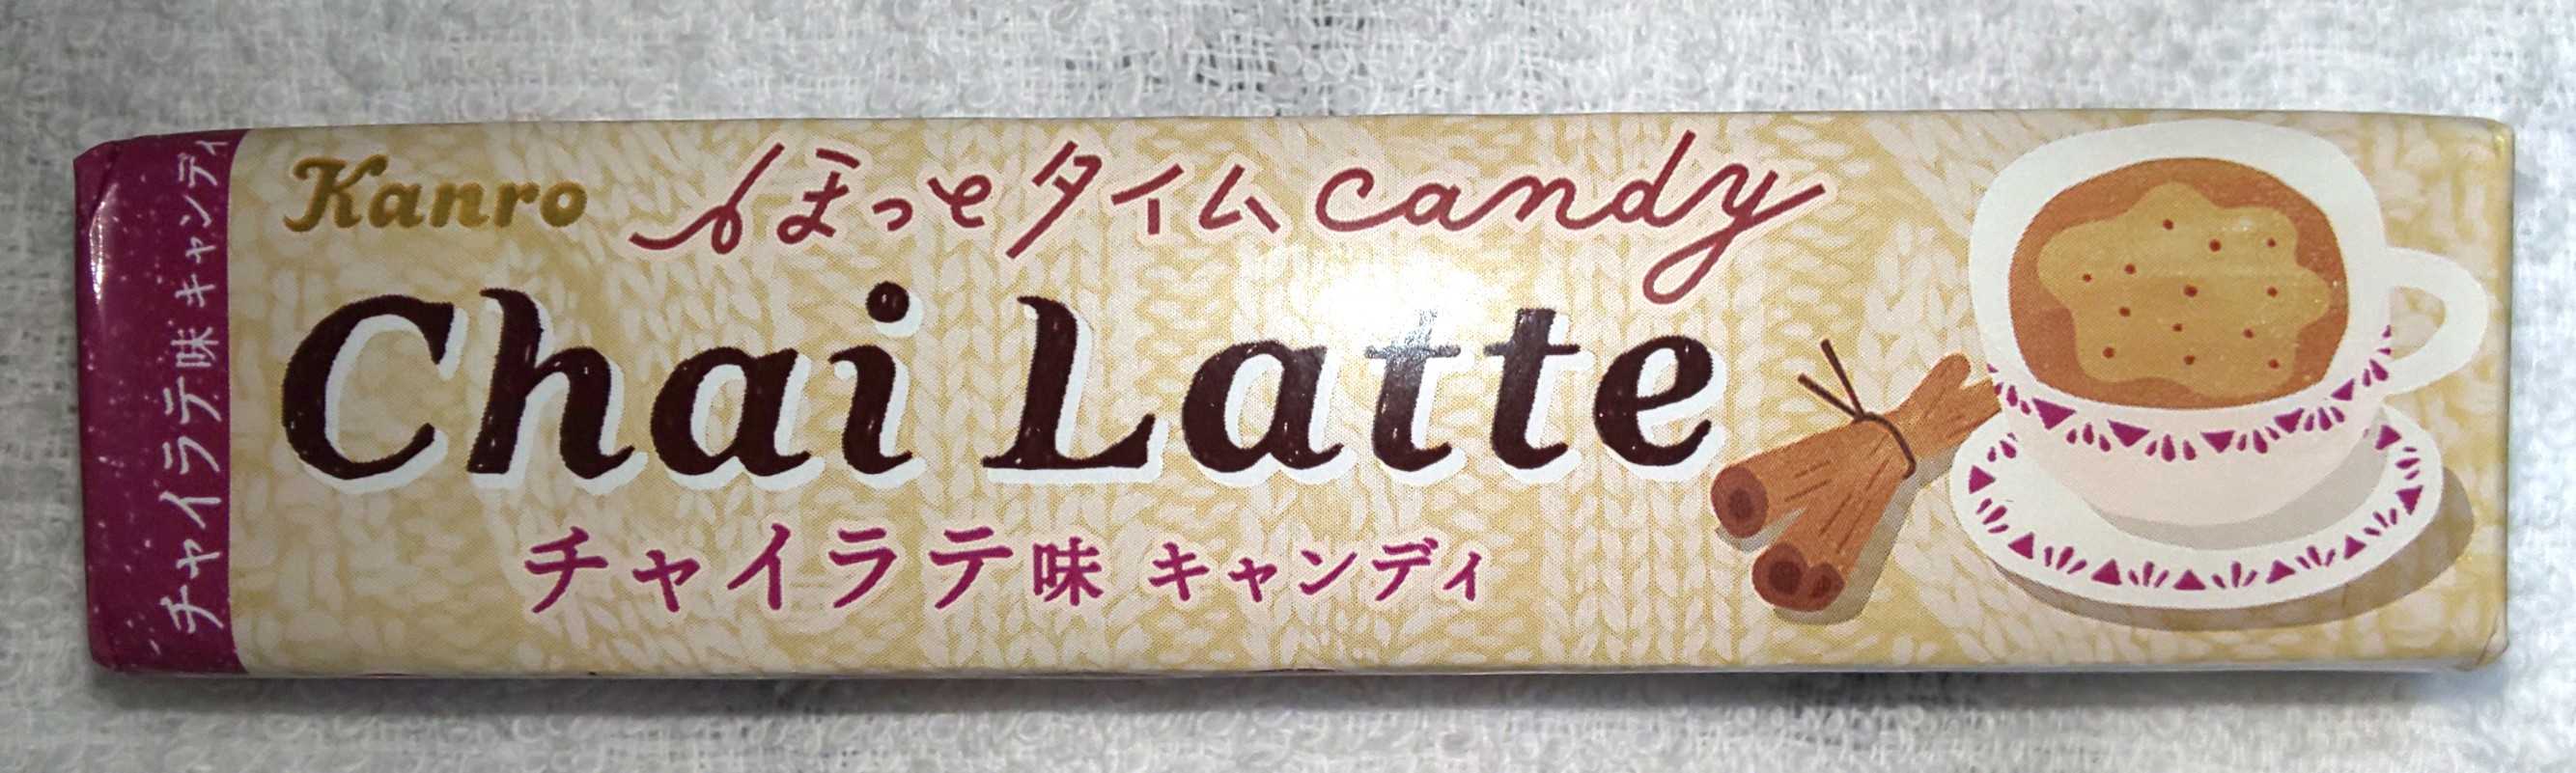 チャイラテ味 キャンディ
Kanro ほっとタイム candy
Chai Latte
チャイラテ味 キャンディ